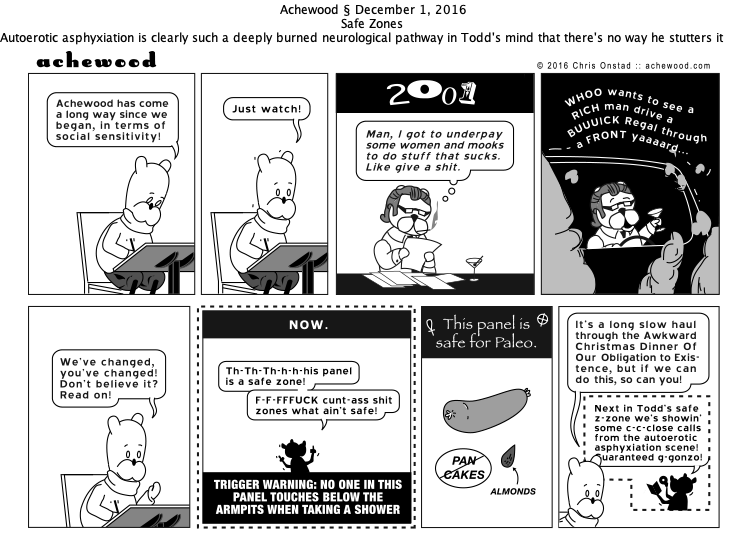 Achewood § December 1, 2016
Safe Zones
Autoerotic asphyxiation is clearly such a deeply burned neurological pathway in Todd's mind that there's no way he stutters it
achewood
© 2016 Chris Onstad :: achewood.com
Achewood has come
a long way since we
began, in terms of
social sensitivity!
Just watch!
2001
Man, I got to underpay
some women and mooks
to do stuff that sucks.
Like give a shit.
WHOO wants to see a
RICH man drive a
BUUUICK Regal through
a FRONT yaaaard...
We've changed,
you've changed!
Don't believe it?
Read on!
NOW.
Th-Th-Th-h-h-his panel
is a safe zone!
F-F-FFFUCK cunt-ass shit
zones what ain't safe!
TRIGGER WARNING: NO ONE IN THIS
PANEL TOUCHES BELOW THE
ARMPITS WHEN TAKING A SHOWER
This panel is
safe for Paleo.
PAN
CAKES
ALMONDS
It's a long slow haul
through the Awkward
Christmas Dinner Of
Our Obligation to Exis-
tence, but if we can
do this, so can you!
Next in Todd's safe
z-zone we's showin'
some c-c-close calls
from the autoerotic
asphyxiation scene!
Guaranteed g-gonzo!